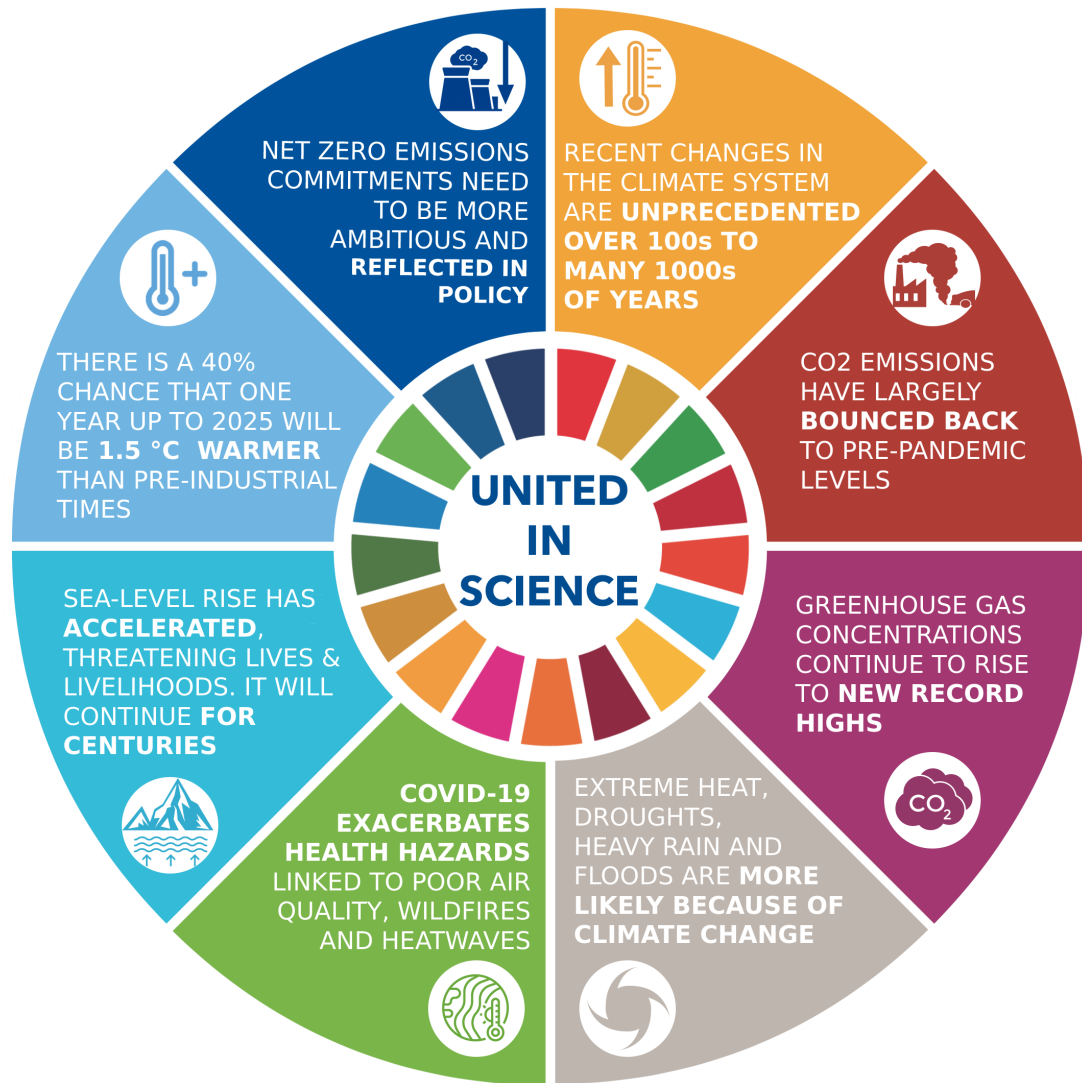 CO2
NET ZERO EMISSIONS
COMMITMENTS NEED
TO BE MORE
AMBITIOUS AND
REFLECTED IN
POLICY
RECENT CHANGES IN
THE CLIMATE SYSTEM
ARE UNPRECEDENTED
OVER 100s TO
MANY 1000s
OF YEARS
CO2 EMISSIONS
HAVE LARGELY
BOUNCED BACK
TO PRE-PANDEMIC
LEVELS
GREENHOUSE GAS
CONCENTRATIONS
CONTINUE TO RISE
TO NEW RECORD
HIGHS
CO2
EXTREME HEAT,
DROUGHTS,
HEAVY RAIN AND
FLOODS ARE MORE
LIKELY BECAUSE OF
CLIMATE CHANGE
COVID-19
EXACERBATES
HEALTH HAZARDS
LINKED TO POOR AIR
QUALITY, WILDFIRES
AND HEATWAVES
SEA-LEVEL RISE HAS
ACCELERATED,
THREATENING LIVES &
LIVELIHOODS. IT WILL
CONTINUE FOR
CENTURIES
THERE IS A 40%
CHANCE THAT ONE
YEAR UP TO 2025 WILL
BE 1.5 °C WARMER
THAN PRE-INDUSTRIAL
TIMES
UNITED
IN
SCIENCE